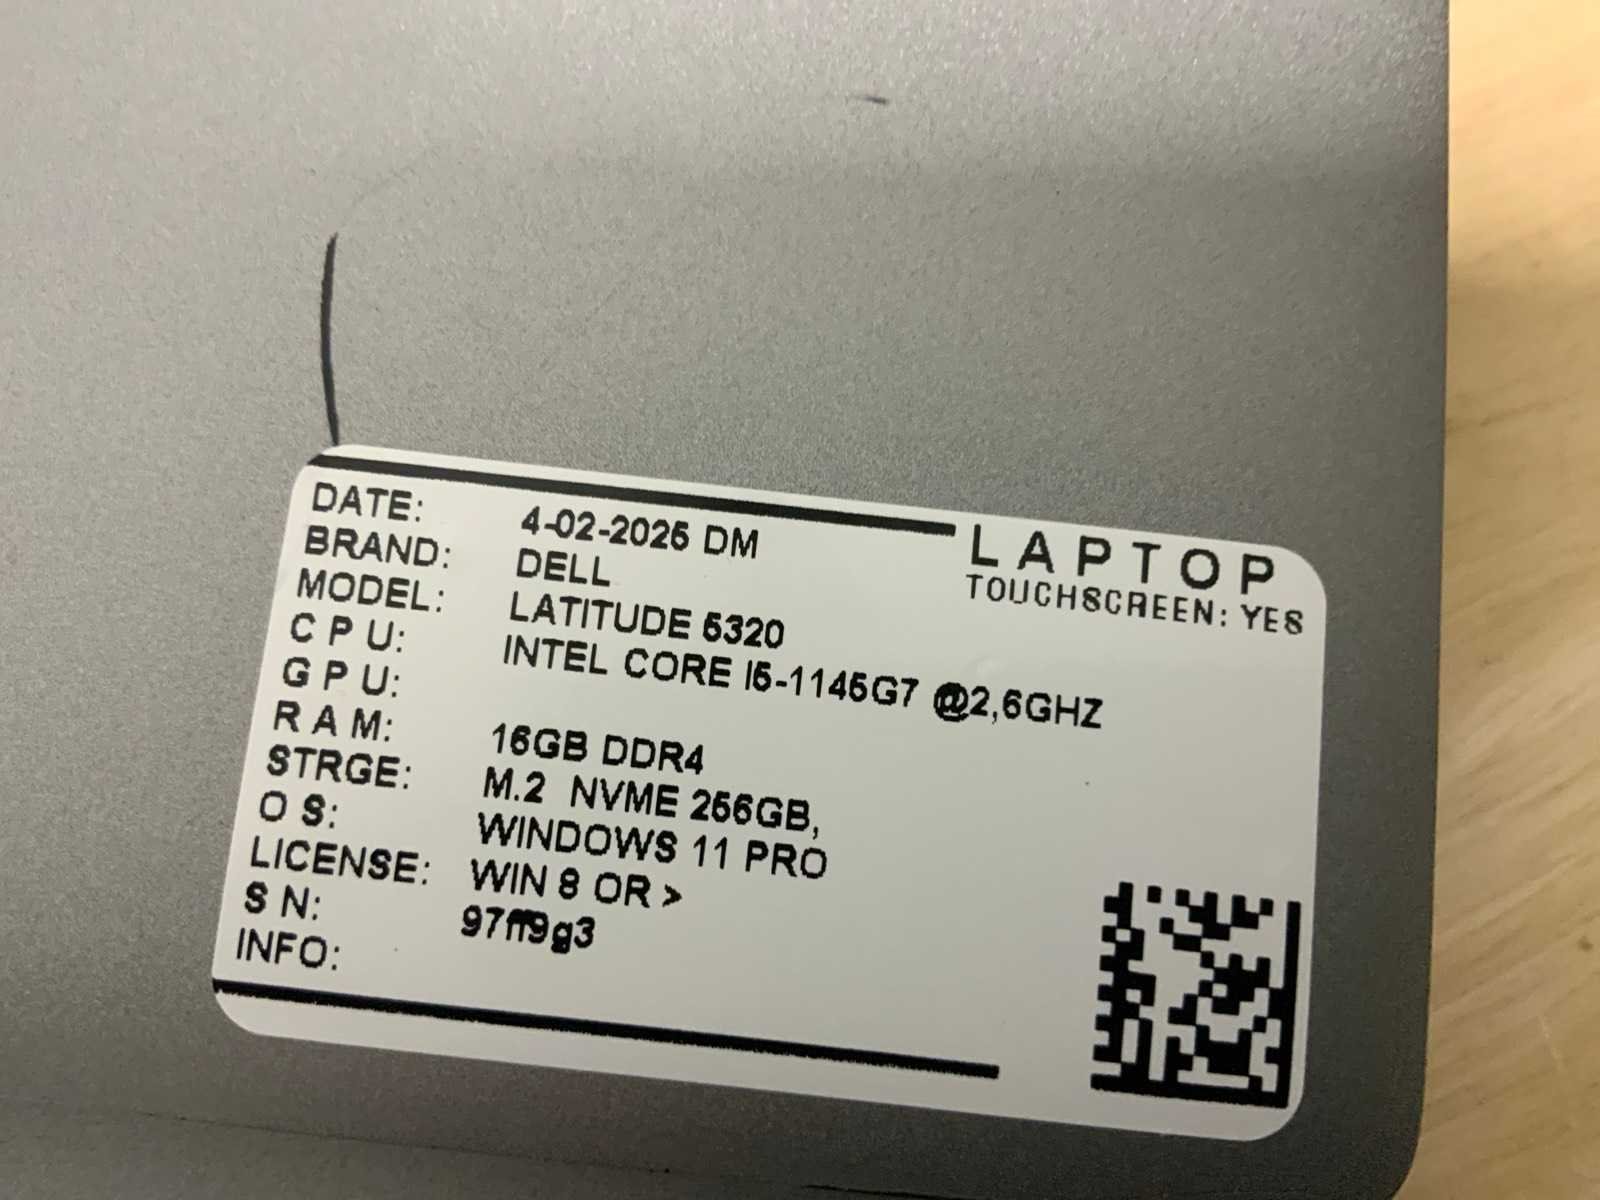 LAPTOP
TOUCHSCREEN: YES
DATE: 4-02-2025 DM
BRAND: DELL
MODEL: LATITUDE 5320
C P U: INTEL CORE I5-1145G7 @2,6GHZ
G P U:
R A M: 16GB DDR4
STRGE: M.2 NVME 256GB,
O S: WINDOWS 11 PRO
LICENSE: WIN 8 OR >
S N: 97ff9g3
INFO: